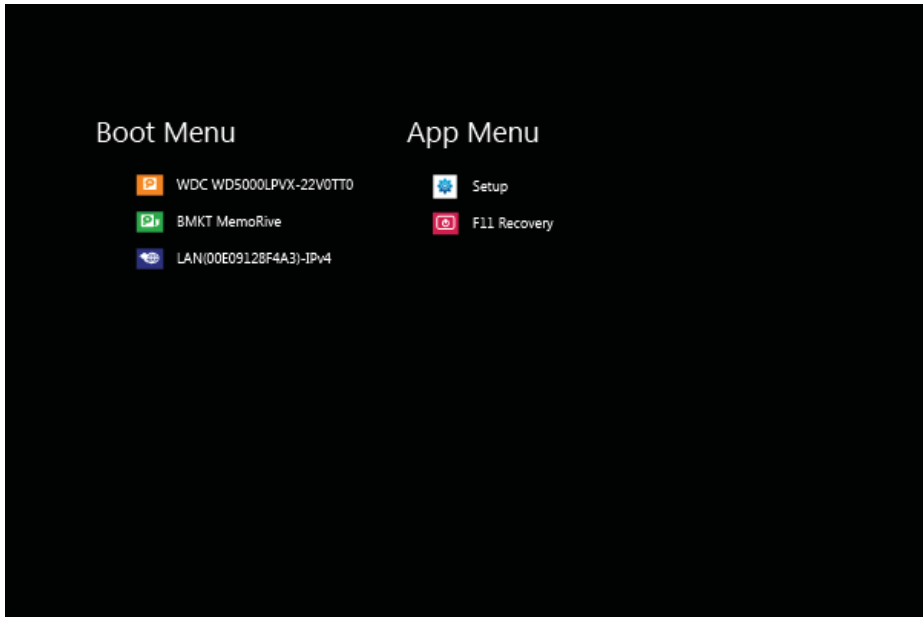 Boot Menu
WDC WD5000LPVX-22V0TT0
BMKT MemoRive
LAN(00E09128F4A3)-IPv4
App Menu
Setup
F11 Recovery